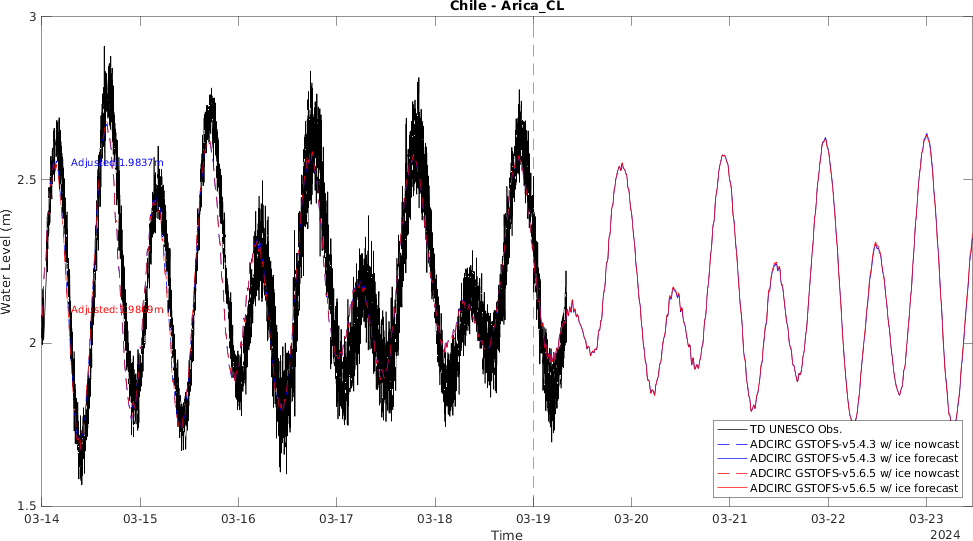 Chile - Arica_CL
Water Level (m)
3
2.5
2
1.5
Adjusted:1.9837m
Adjusted:
03-14 03-15 03-16 03-17 03-18 03-19 03-20 03-21 03-22 03-23
Time
2024
TD UNESCO Obs.
ADCIRC GSTOFS-v5.4.3 w/ ice nowcast
ADCIRC GSTOFS-v5.4.3 w/ ice forecast
ADCIRC GSTOFS-v5.6.5 w/ ice nowcast
ADCIRC GSTOFS-v5.6.5 w/ ice forecast